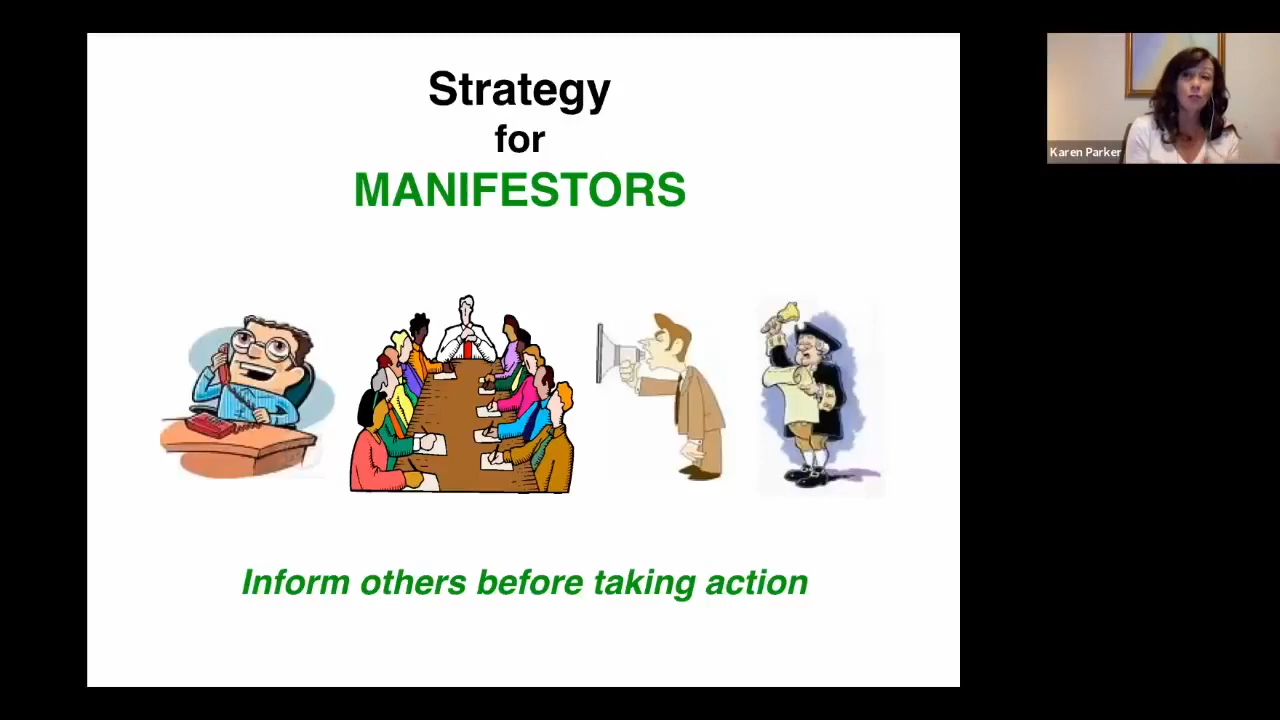 Strategy
for
MANIFESTORS
Inform others before taking action
Karen Parker